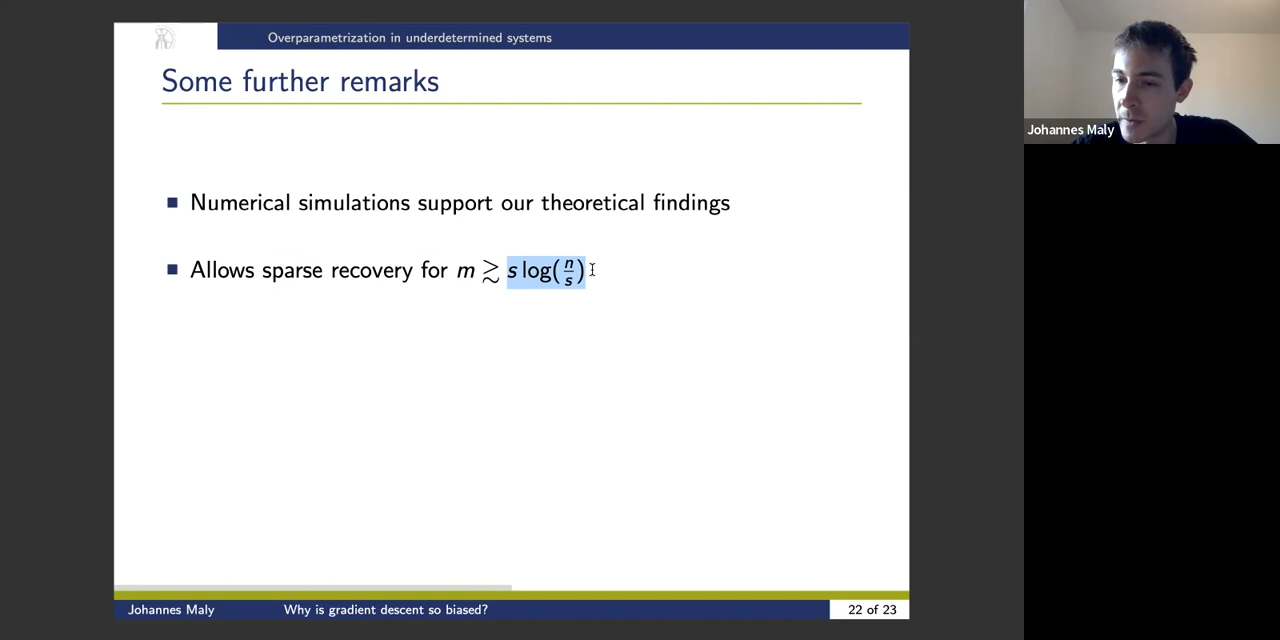 Overparametrization in underdetermined systems
Some further remarks
Numerical simulations support our theoretical findings
Allows sparse recovery for m ≳ s log(n/s)
Johannes Maly Why is gradient descent so biased? 22 of 23
Johannes Maly